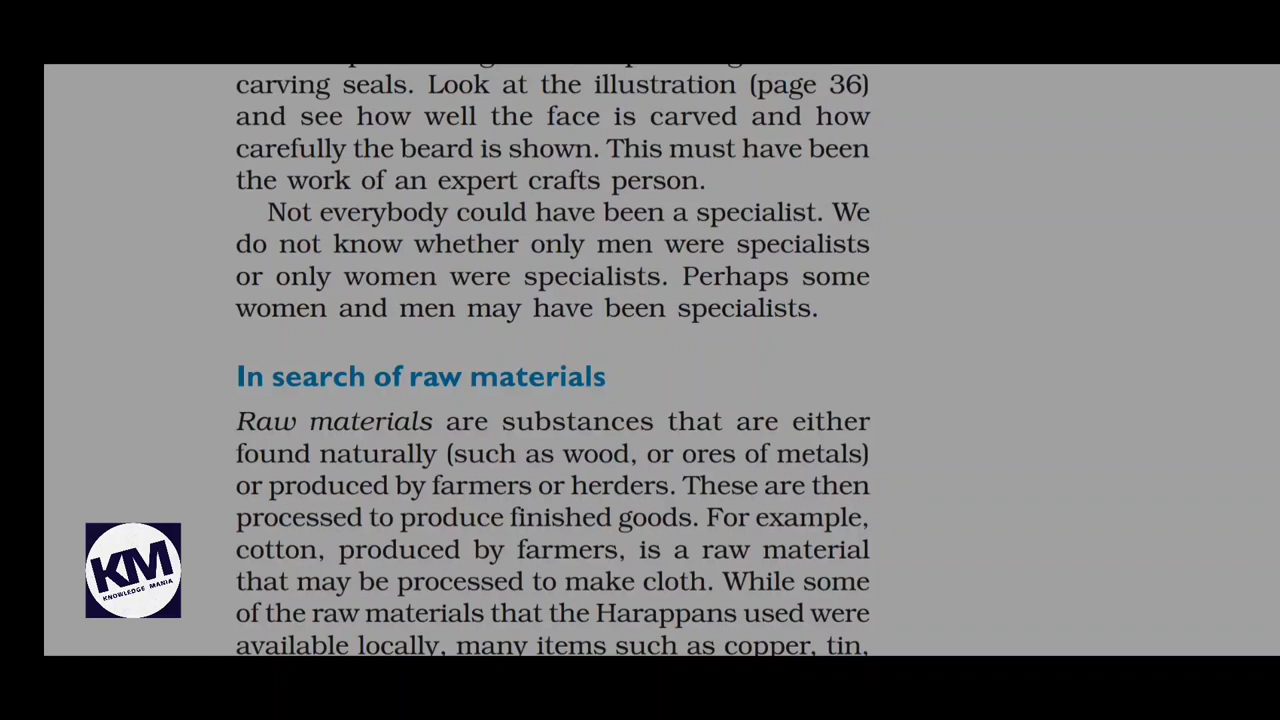 carving seals. Look at the illustration (page 36)
and see how well the face is carved and how
carefully the beard is shown. This must have been
the work of an expert crafts person.
Not everybody could have been a specialist. We
do not know whether only men were specialists
or only women were specialists. Perhaps some
women and men may have been specialists.
In search of raw materials
Raw materials are substances that are either
found naturally (such as wood, or ores of metals)
or produced by farmers or herders. These are then
processed to produce finished goods. For example,
cotton, produced by farmers, is a raw material
that may be processed to make cloth. While some
of the raw materials that the Harappans used were
available locally, many items such as copper, tin,
KM
KNOWLEDGE MANIA